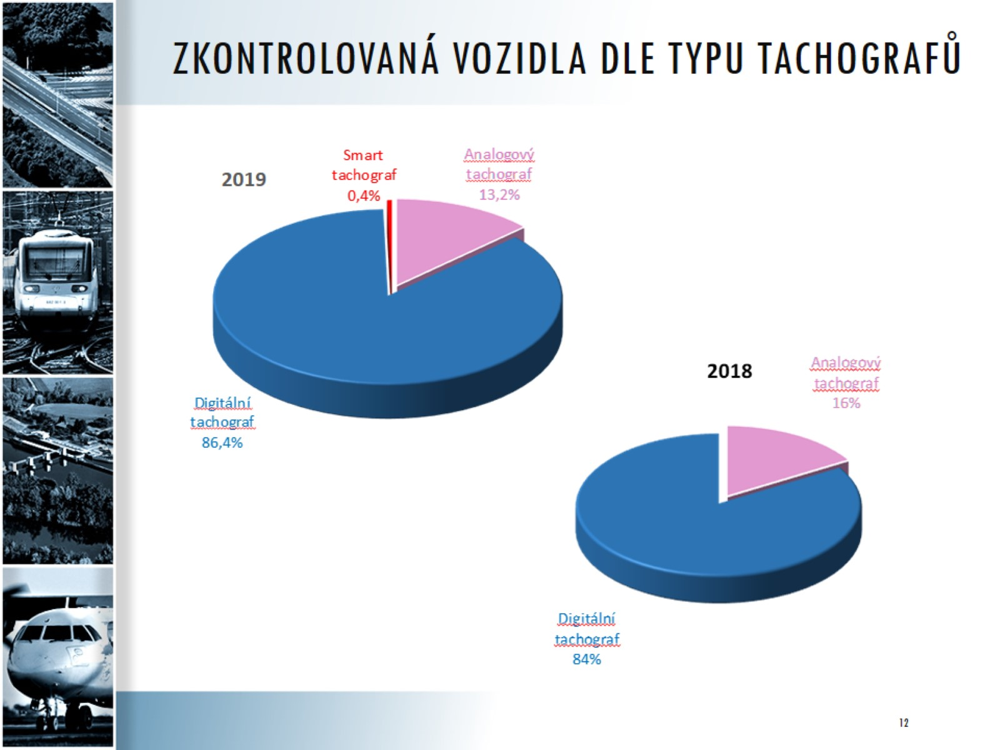 ZKONTROLOVANÁ VOZIDLA DLE TYPU TACHOGRAFŮ
2019
Smart
tachograf
0,4%
Analogový
tachograf
13,2%
Digitální
tachograf
86,4%
2018
Analogový
tachograf
16%
Digitální
tachograf
84%
12